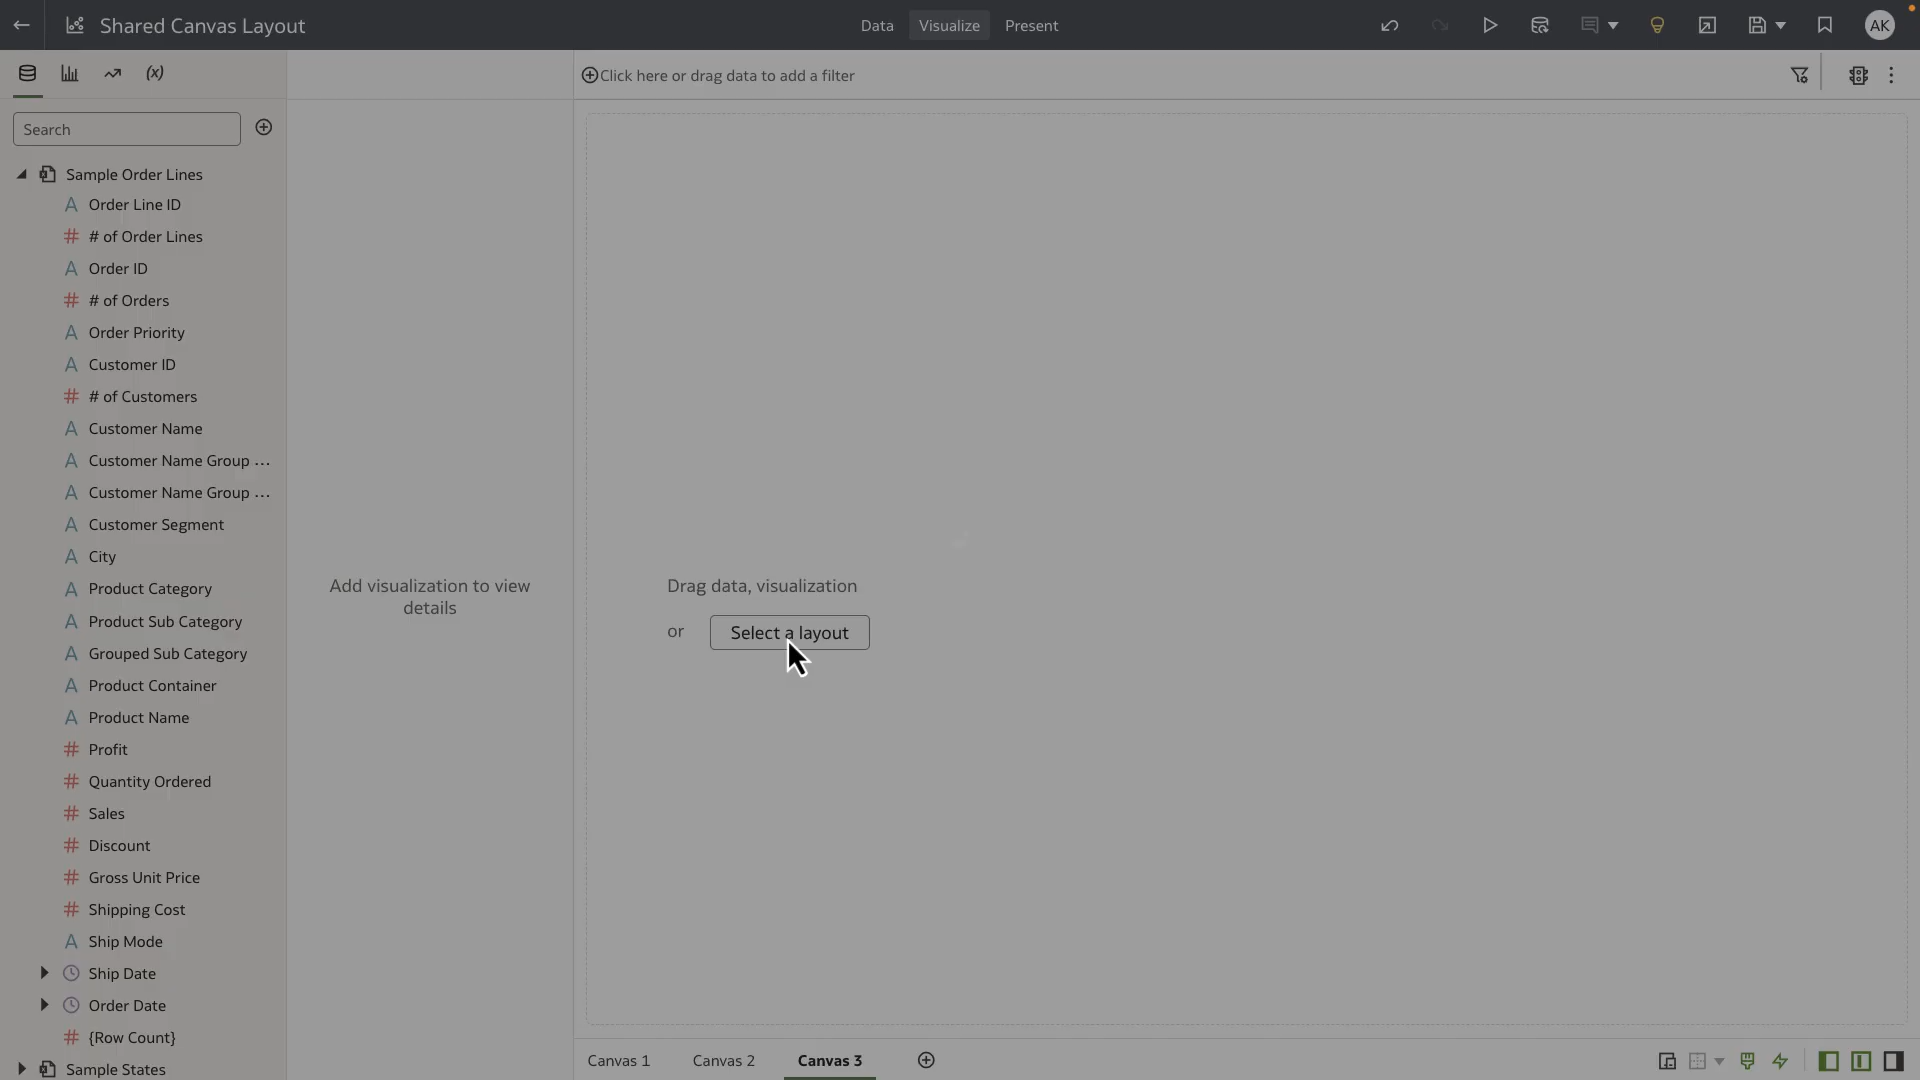 Shared Canvas Layout
Data
Visualize
Present
AK
(x)
Click here or drag data to add a filter
Search
Sample Order Lines
A Order Line ID
# # of Order Lines
A Order ID
# # of Orders
A Order Priority
A Customer ID
# # of Customers
A Customer Name
A Customer Name Group ...
A Customer Name Group ...
A Customer Segment
A City
A Product Category
A Product Sub Category
A Grouped Sub Category
A Product Container
A Product Name
# Profit
# Quantity Ordered
# Sales
# Discount
# Gross Unit Price
# Shipping Cost
A Ship Mode
Ship Date
Order Date
# {Row Count}
Sample States
Add visualization to view
details
Drag data, visualization
or
Select a layout
Canvas 1
Canvas 2
Canvas 3